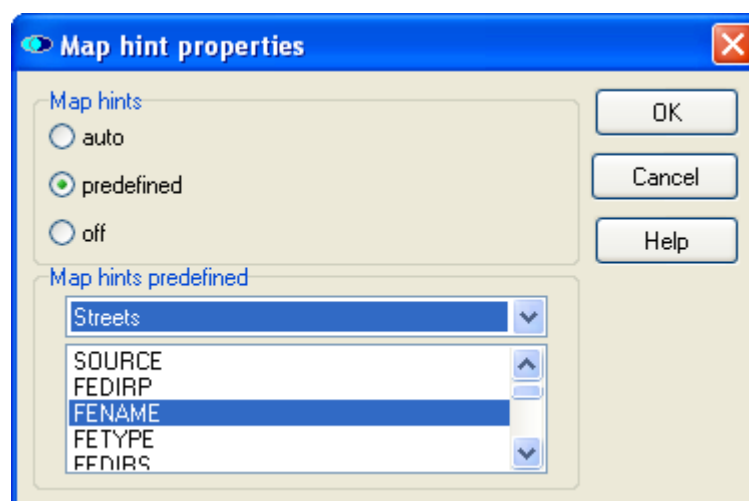 Map hint properties
Map hints
auto
predefined
off
OK
Cancel
Help
Map hints predefined
Streets
SOURCE
FEDIRP
FENAME
FETYPE
FEDIRS